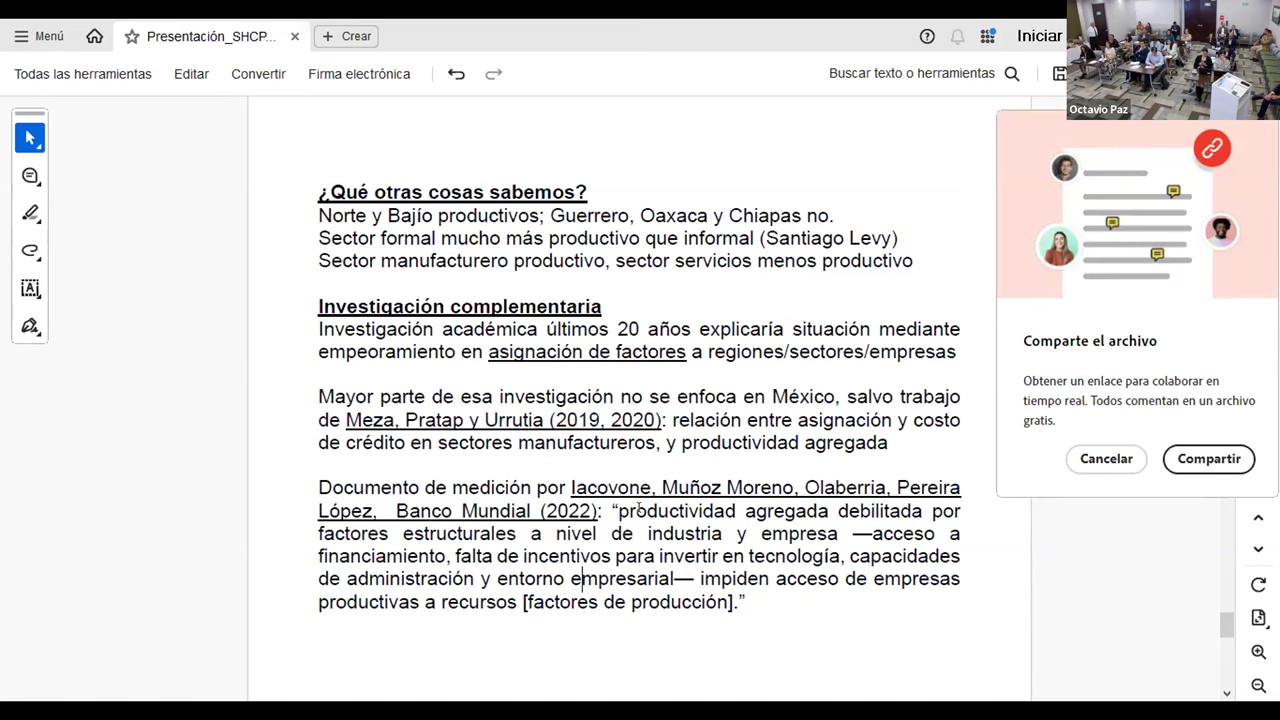 Menú
Presentación_SHCP...
Crear
Iniciar
Todas las herramientas
Editar
Convertir
Firma electrónica
Buscar texto o herramientas
Octavio Paz
¿Qué otras cosas sabemos?
Norte y Bajío productivos; Guerrero, Oaxaca y Chiapas no.
Sector formal mucho más productivo que informal (Santiago Levy)
Sector manufacturero productivo, sector servicios menos productivo
Investigación complementaria
Investigación académica últimos 20 años explicaría situación mediante
empeoramiento en asignación de factores a regiones/sectores/empresas
Mayor parte de esa investigación no se enfoca en México, salvo trabajo
de Meza, Pratap y Urrutia (2019, 2020): relación entre asignación y costo
de crédito en sectores manufactureros, y productividad agregada
Documento de medición por Iacovone, Muñoz Moreno, Olaberria, Pereira
López, Banco Mundial (2022): “productividad agregada debilitada por
factores estructurales a nivel de industria y empresa —acceso a
financiamiento, falta de incentivos para invertir en tecnología, capacidades
de administración y entorno empresarial— impiden acceso de empresas
productivas a recursos [factores de producción].”
Comparte el archivo
Obtener un enlace para colaborar en
tiempo real. Todos comentan en un archivo
gratis.
Cancelar
Compartir